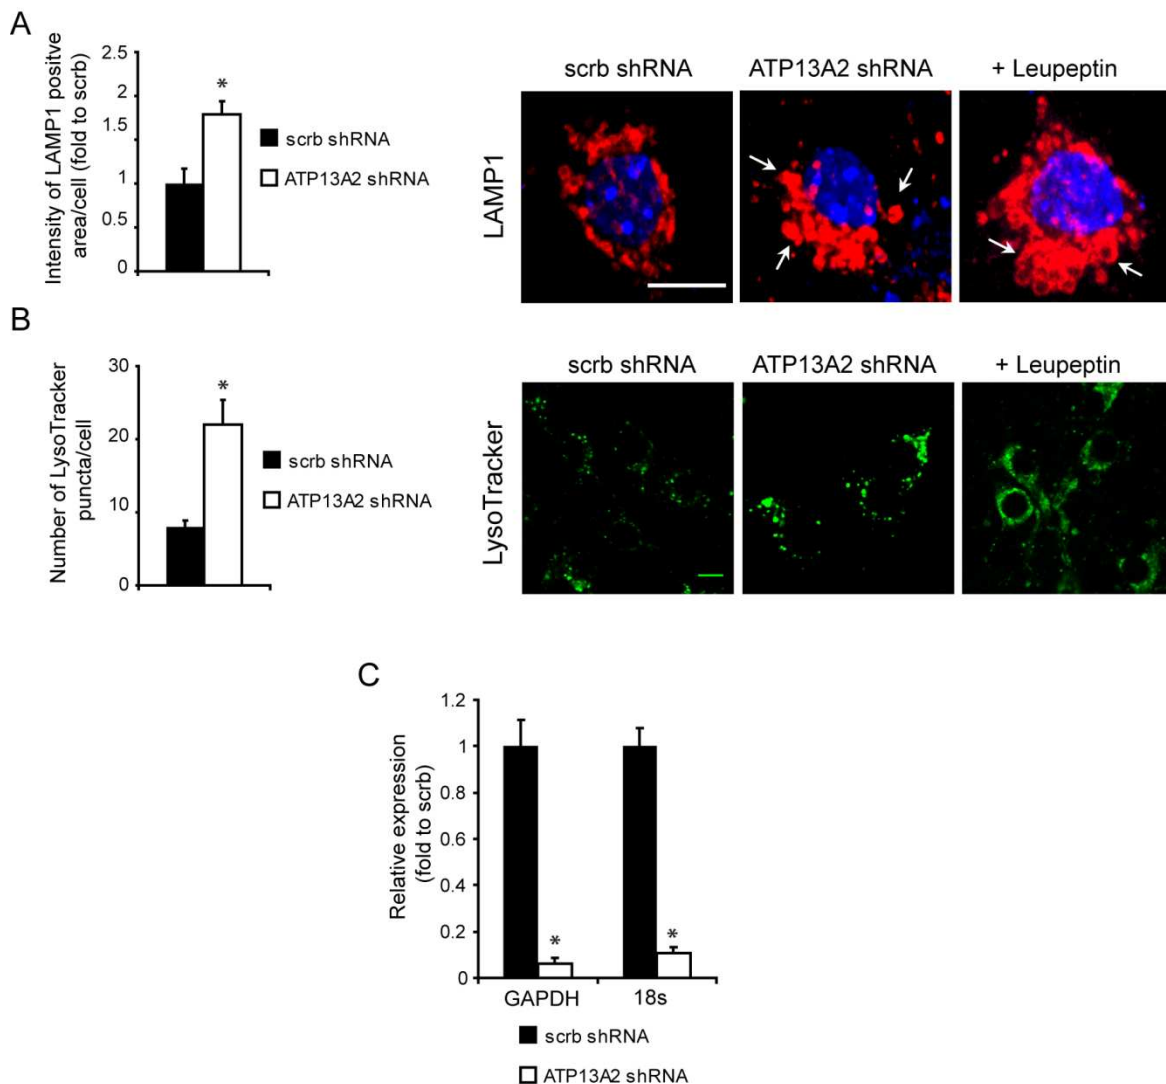 A
Intensity of LAMP1 positve
area/cell (fold to scrb)
2.5
2
1.5
1
0.5
0
*
scrb shRNA
ATP13A2 shRNA
scrb shRNA
ATP13A2 shRNA
+ Leupeptin
LAMP1
B
Number of LysoTracker
puncta/cell
30
20
10
0
*
scrb shRNA
ATP13A2 shRNA
scrb shRNA
ATP13A2 shRNA
+ Leupeptin
LysoTracker
C
Relative expression
(fold to scrb)
1.2
1
0.8
0.6
0.4
0.2
0
*
*
GAPDH
18s
scrb shRNA
ATP13A2 shRNA